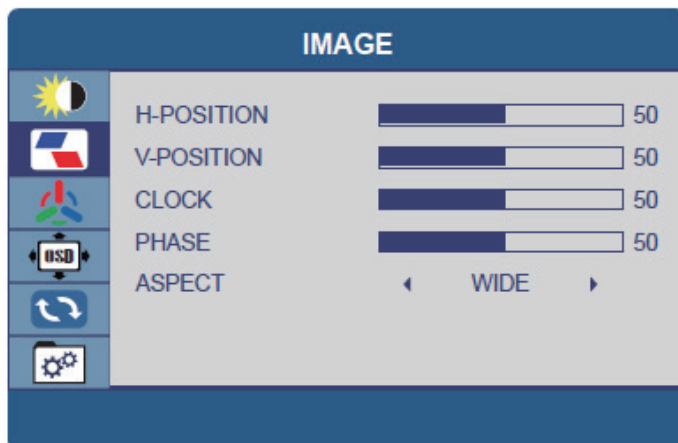 IMAGE
H-POSITION 50
V-POSITION 50
CLOCK 50
PHASE 50
ASPECT WIDE
OSD